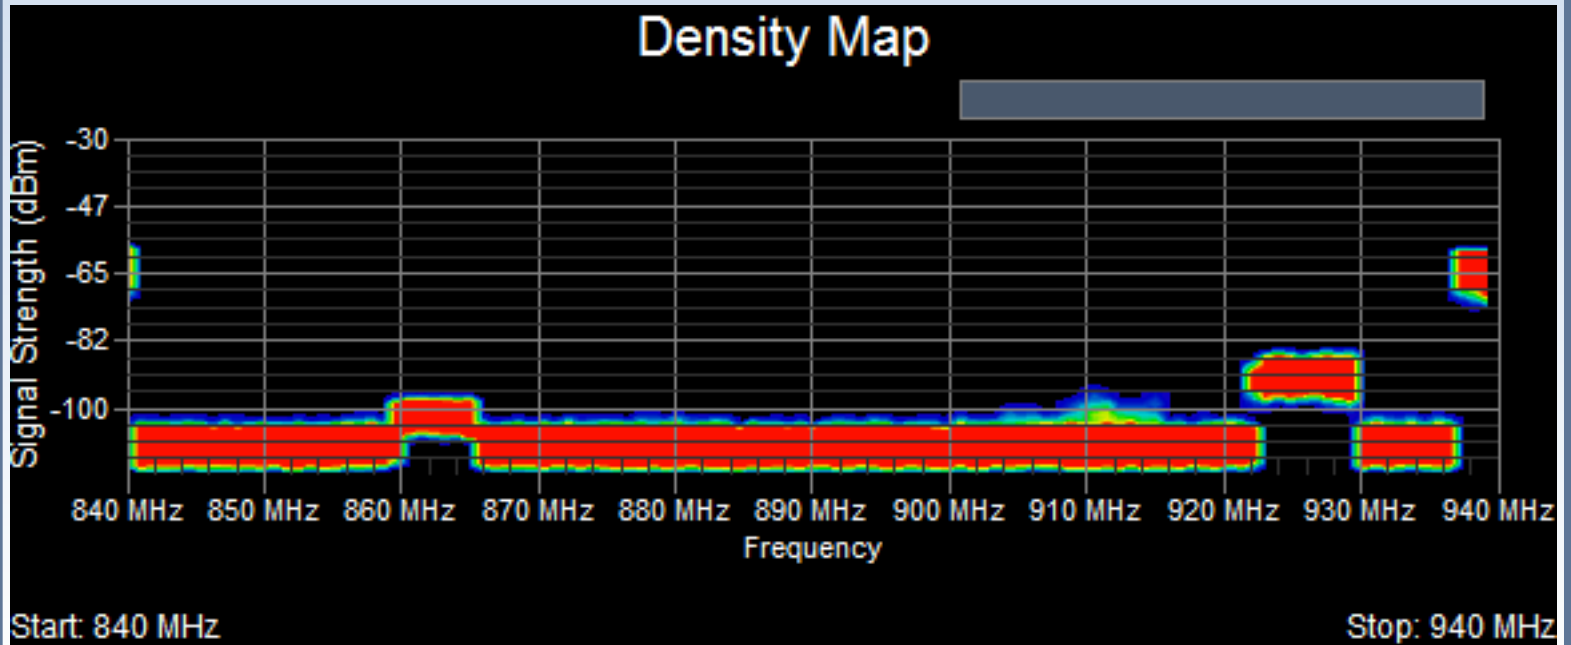 Density Map
-30
-47
-65
-82
-100
Signal Strength (dBm)
840 MHz 850 MHz 860 MHz 870 MHz 880 MHz 890 MHz 900 MHz 910 MHz 920 MHz 930 MHz 940 MHz
Frequency
Start: 840 MHz
Stop: 940 MHz